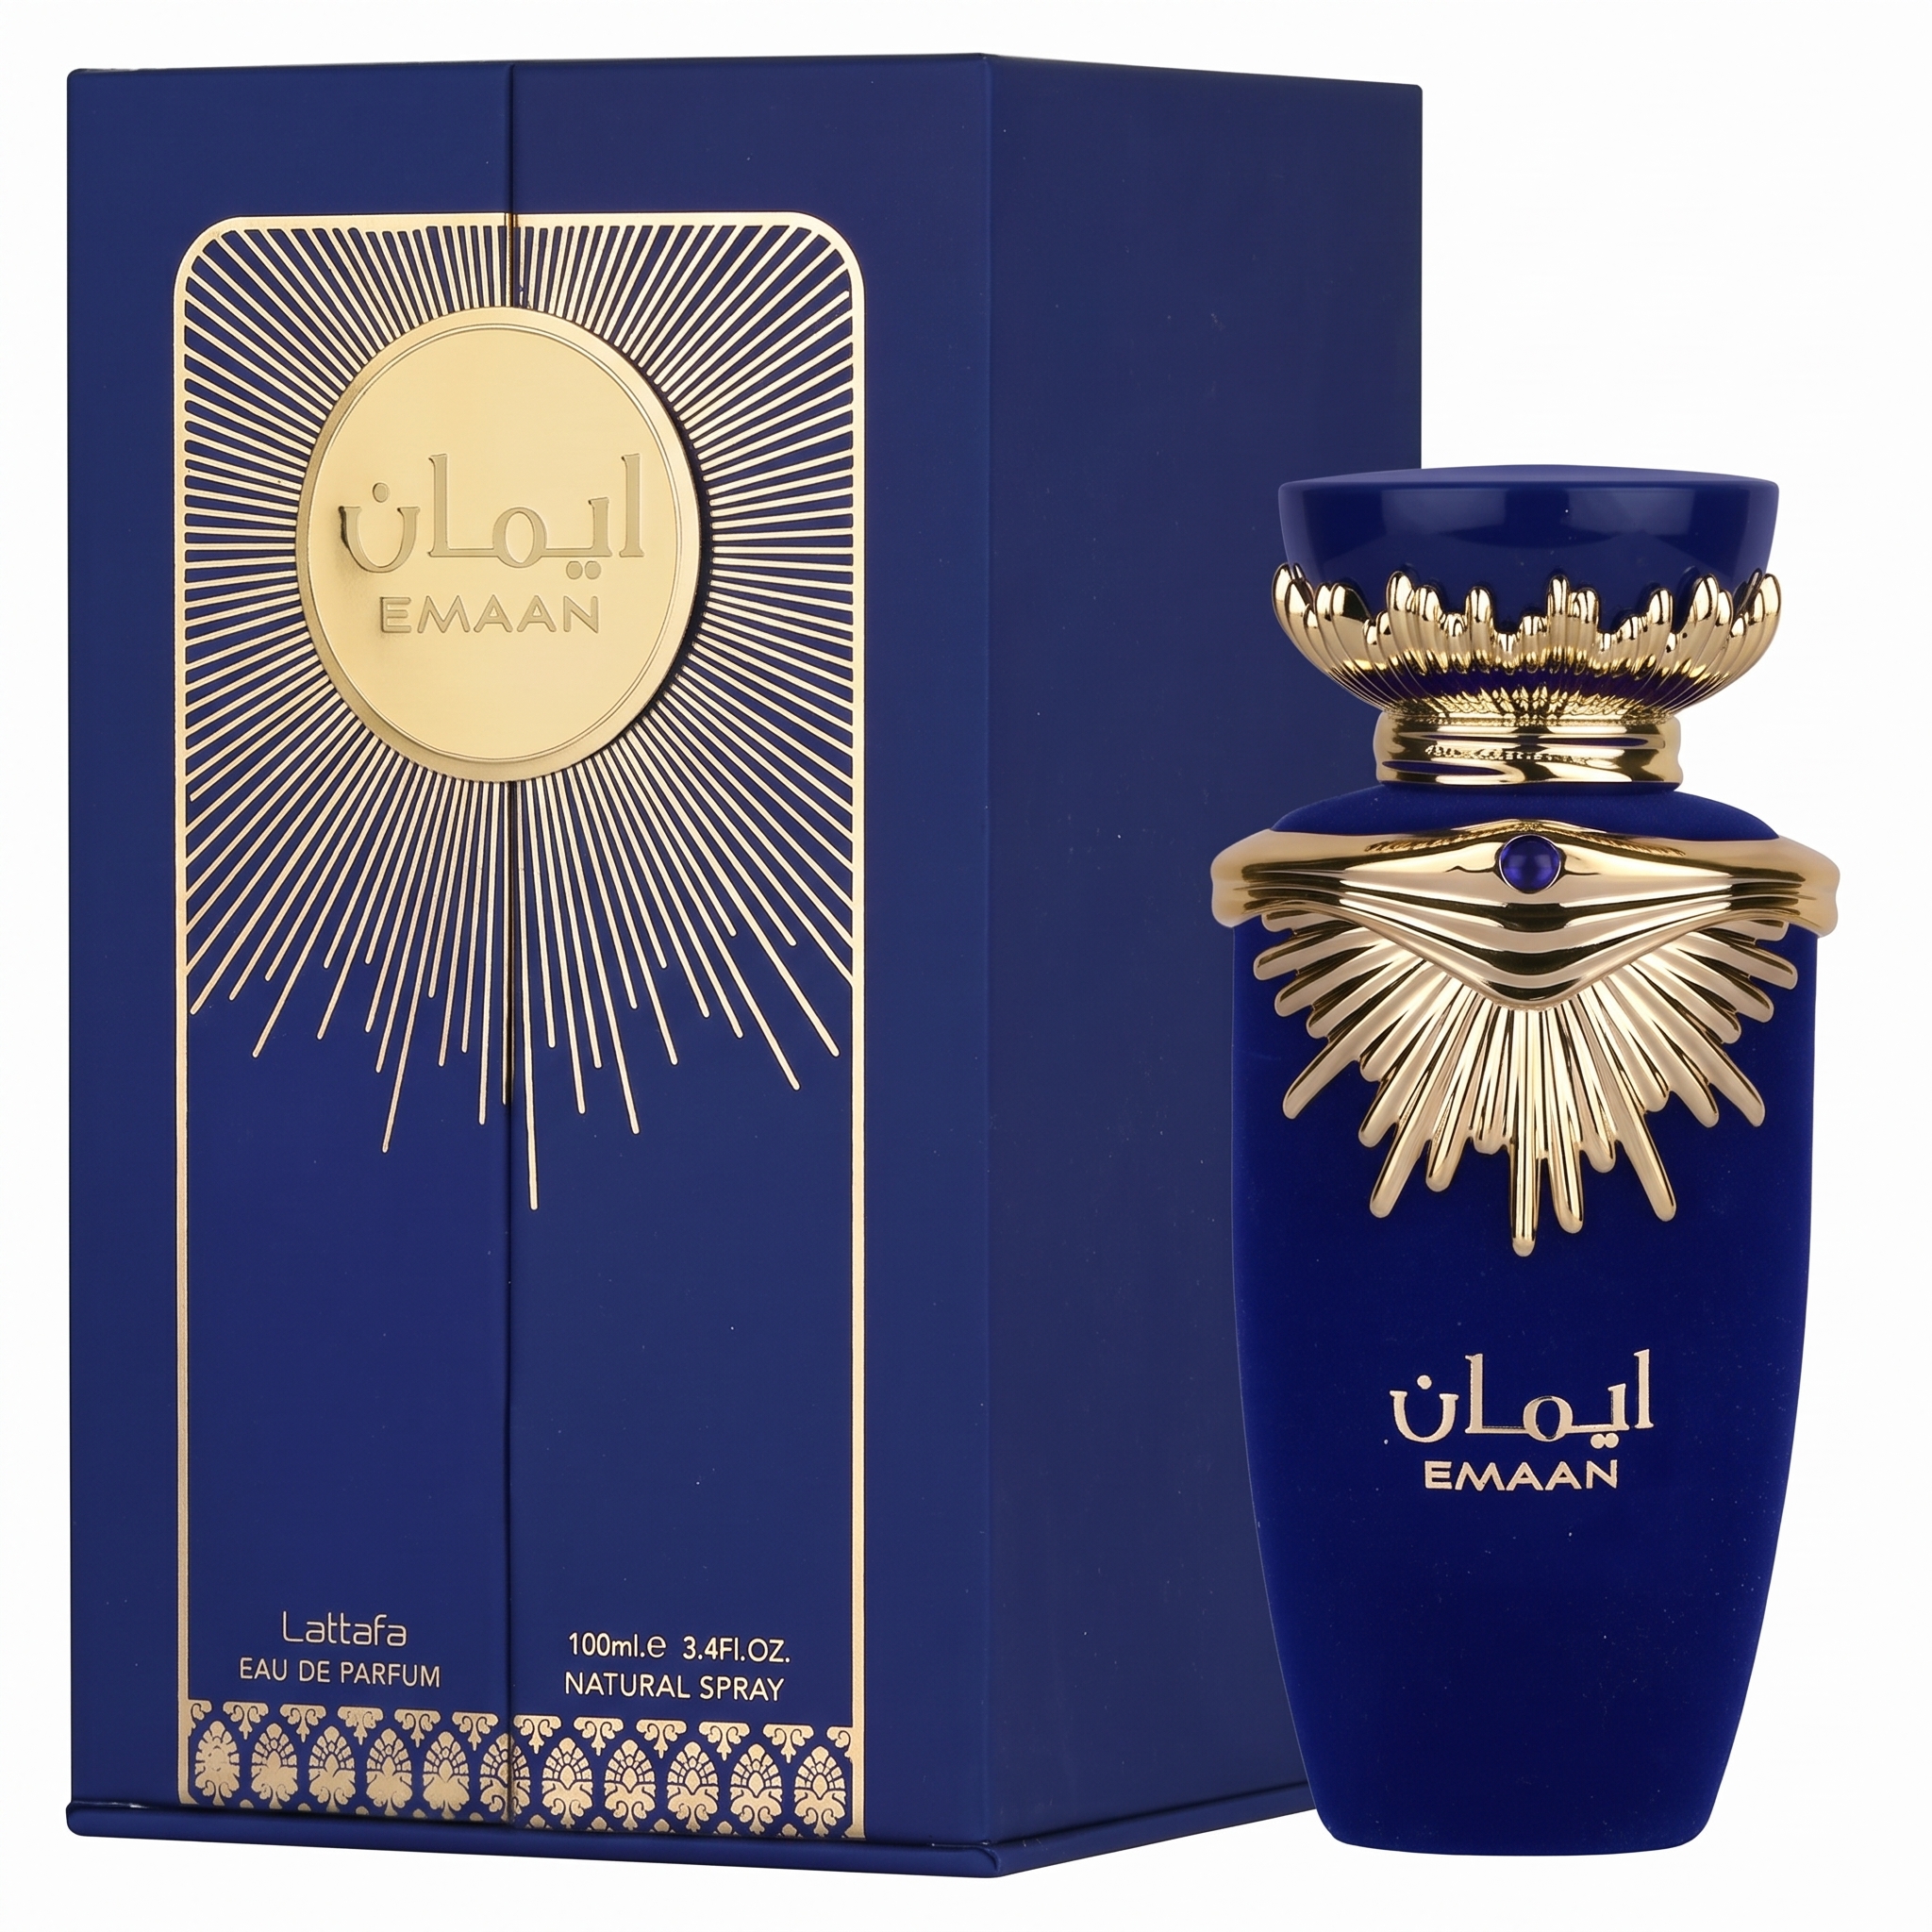 ايمان
EMAAN
Lattafa
EAU DE PARFUM
100ml.e 3.4Fl.OZ.
NATURAL SPRAY
ايمان
EMAAN